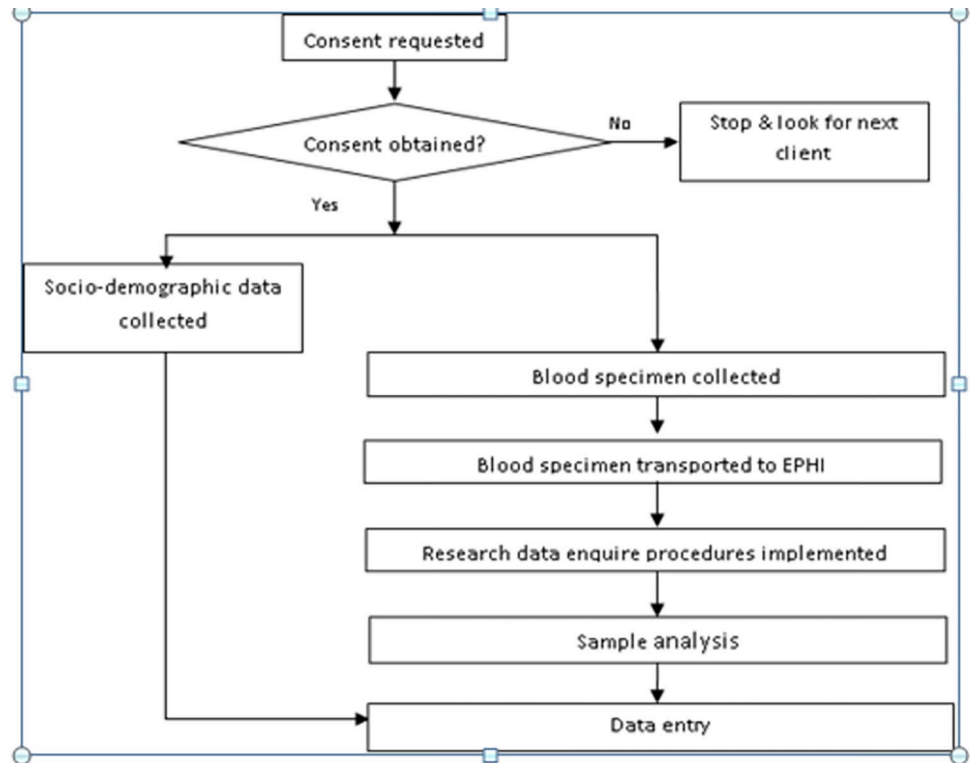 Consent requested
Consent obtained?
No
Stop & look for next
client
Yes
Socio-demographic data
collected
Blood specimen collected
Blood specimen transported to EPHI
Research data enquire procedures implemented
Sample analysis
Data entry